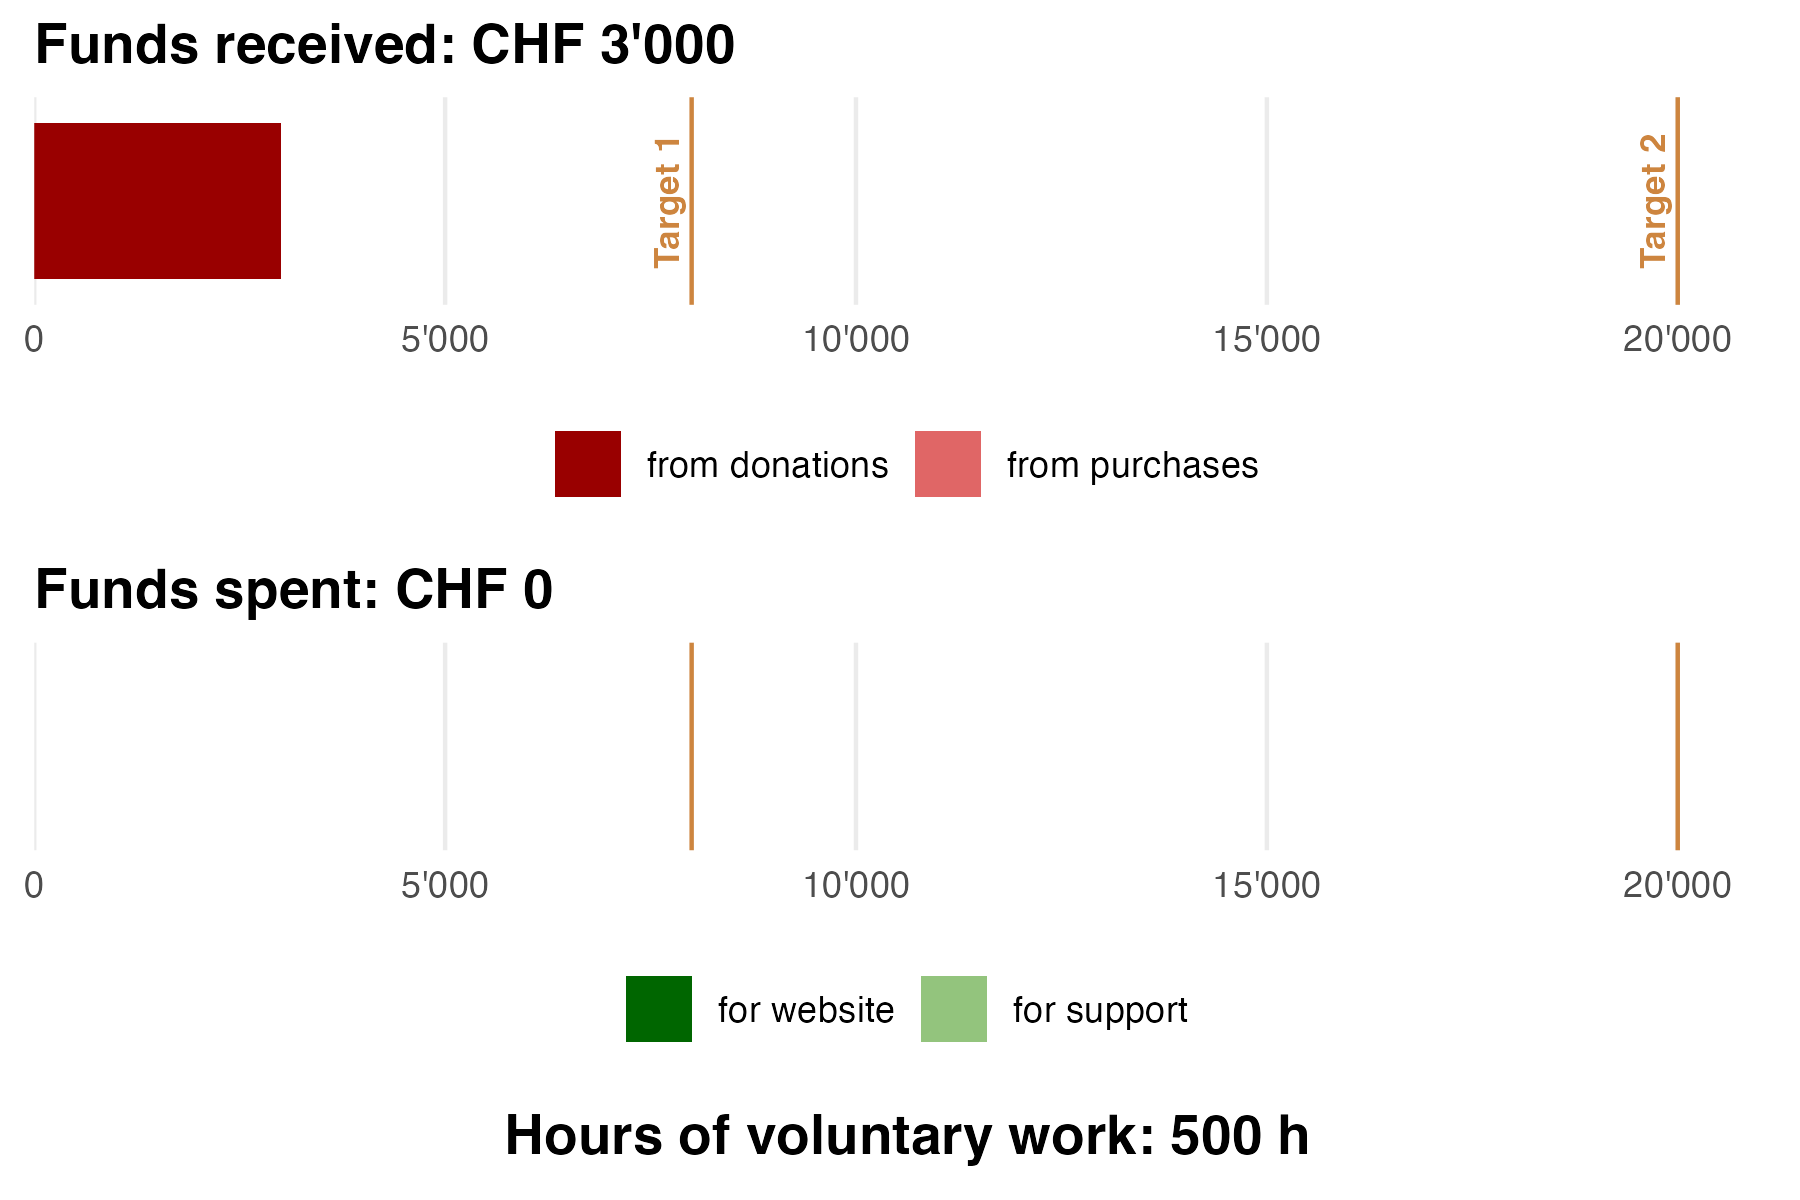 Funds received: CHF 3'000
Target 1
Target 2
0 5'000 10'000 15'000 20'000
from donations from purchases
Funds spent: CHF 0
0 5'000 10'000 15'000 20'000
for website for support
Hours of voluntary work: 500 h